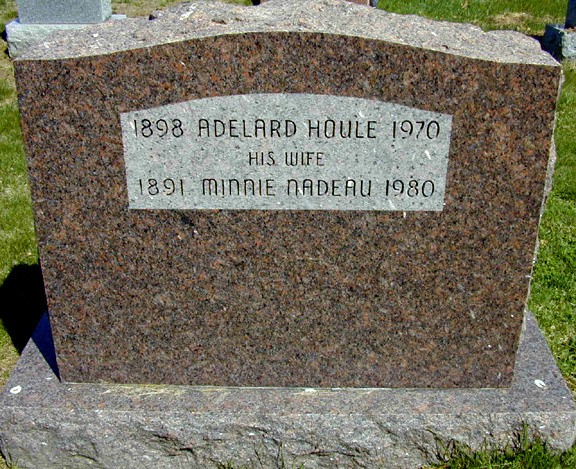 1898 ADELARD HOULE 1970
HIS WIFE
1891 MINNIE NADEAU 1980